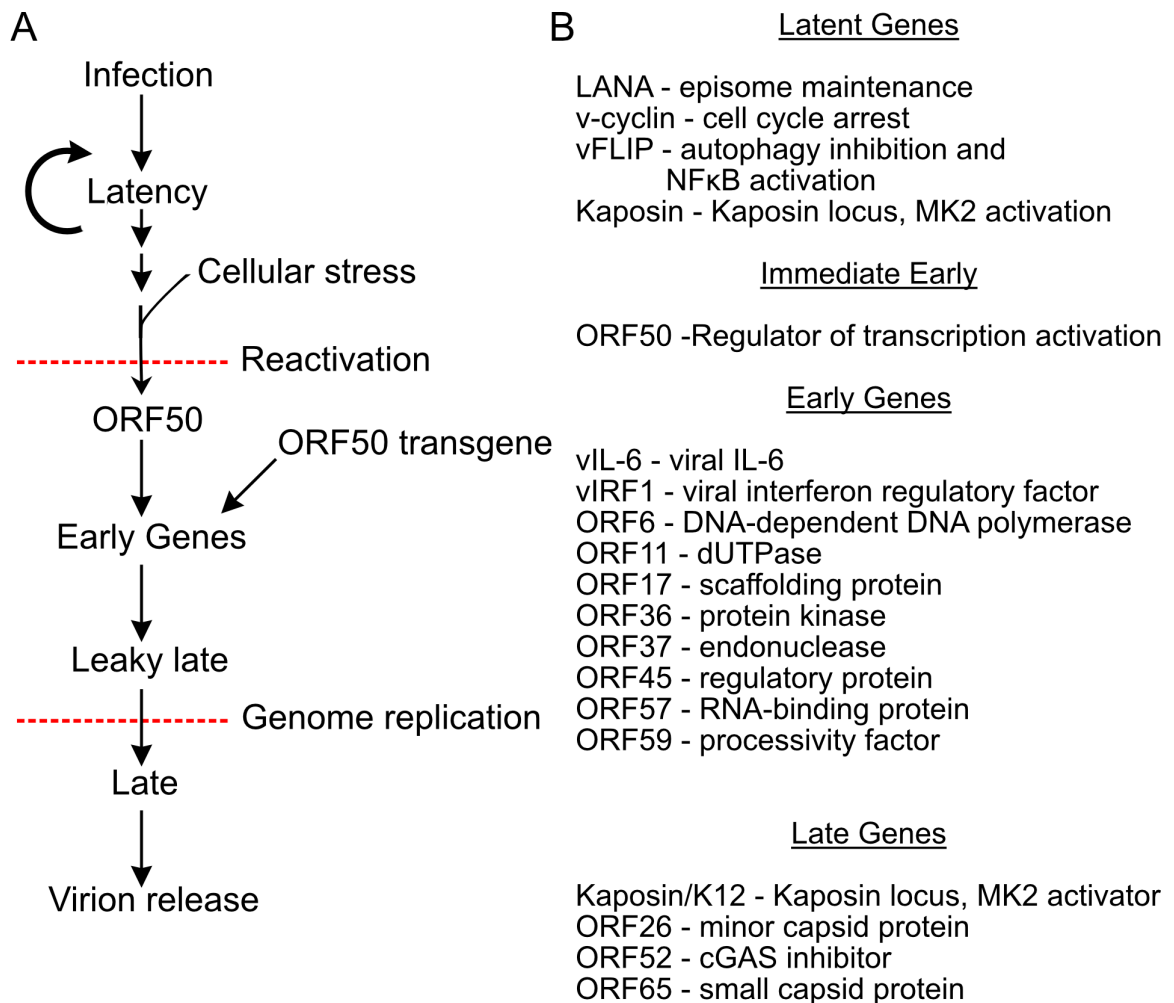 A
Infection
Latency
Cellular stress
Reactivation
ORF50
ORF50 transgene
Early Genes
Leaky late
Genome replication
Late
Virion release
B
Latent Genes
LANA - episome maintenance
v-cyclin - cell cycle arrest
vFLIP - autophagy inhibition and
NFκB activation
Kaposin - Kaposin locus, MK2 activation
Immediate Early
ORF50 -Regulator of transcription activation
Early Genes
vIL-6 - viral IL-6
vIRF1 - viral interferon regulatory factor
ORF6 - DNA-dependent DNA polymerase
ORF11 - dUTPase
ORF17 - scaffolding protein
ORF36 - protein kinase
ORF37 - endonuclease
ORF45 - regulatory protein
ORF57 - RNA-binding protein
ORF59 - processivity factor
Late Genes
Kaposin/K12 - Kaposin locus, MK2 activator
ORF26 - minor capsid protein
ORF52 - cGAS inhibitor
ORF65 - small capsid protein